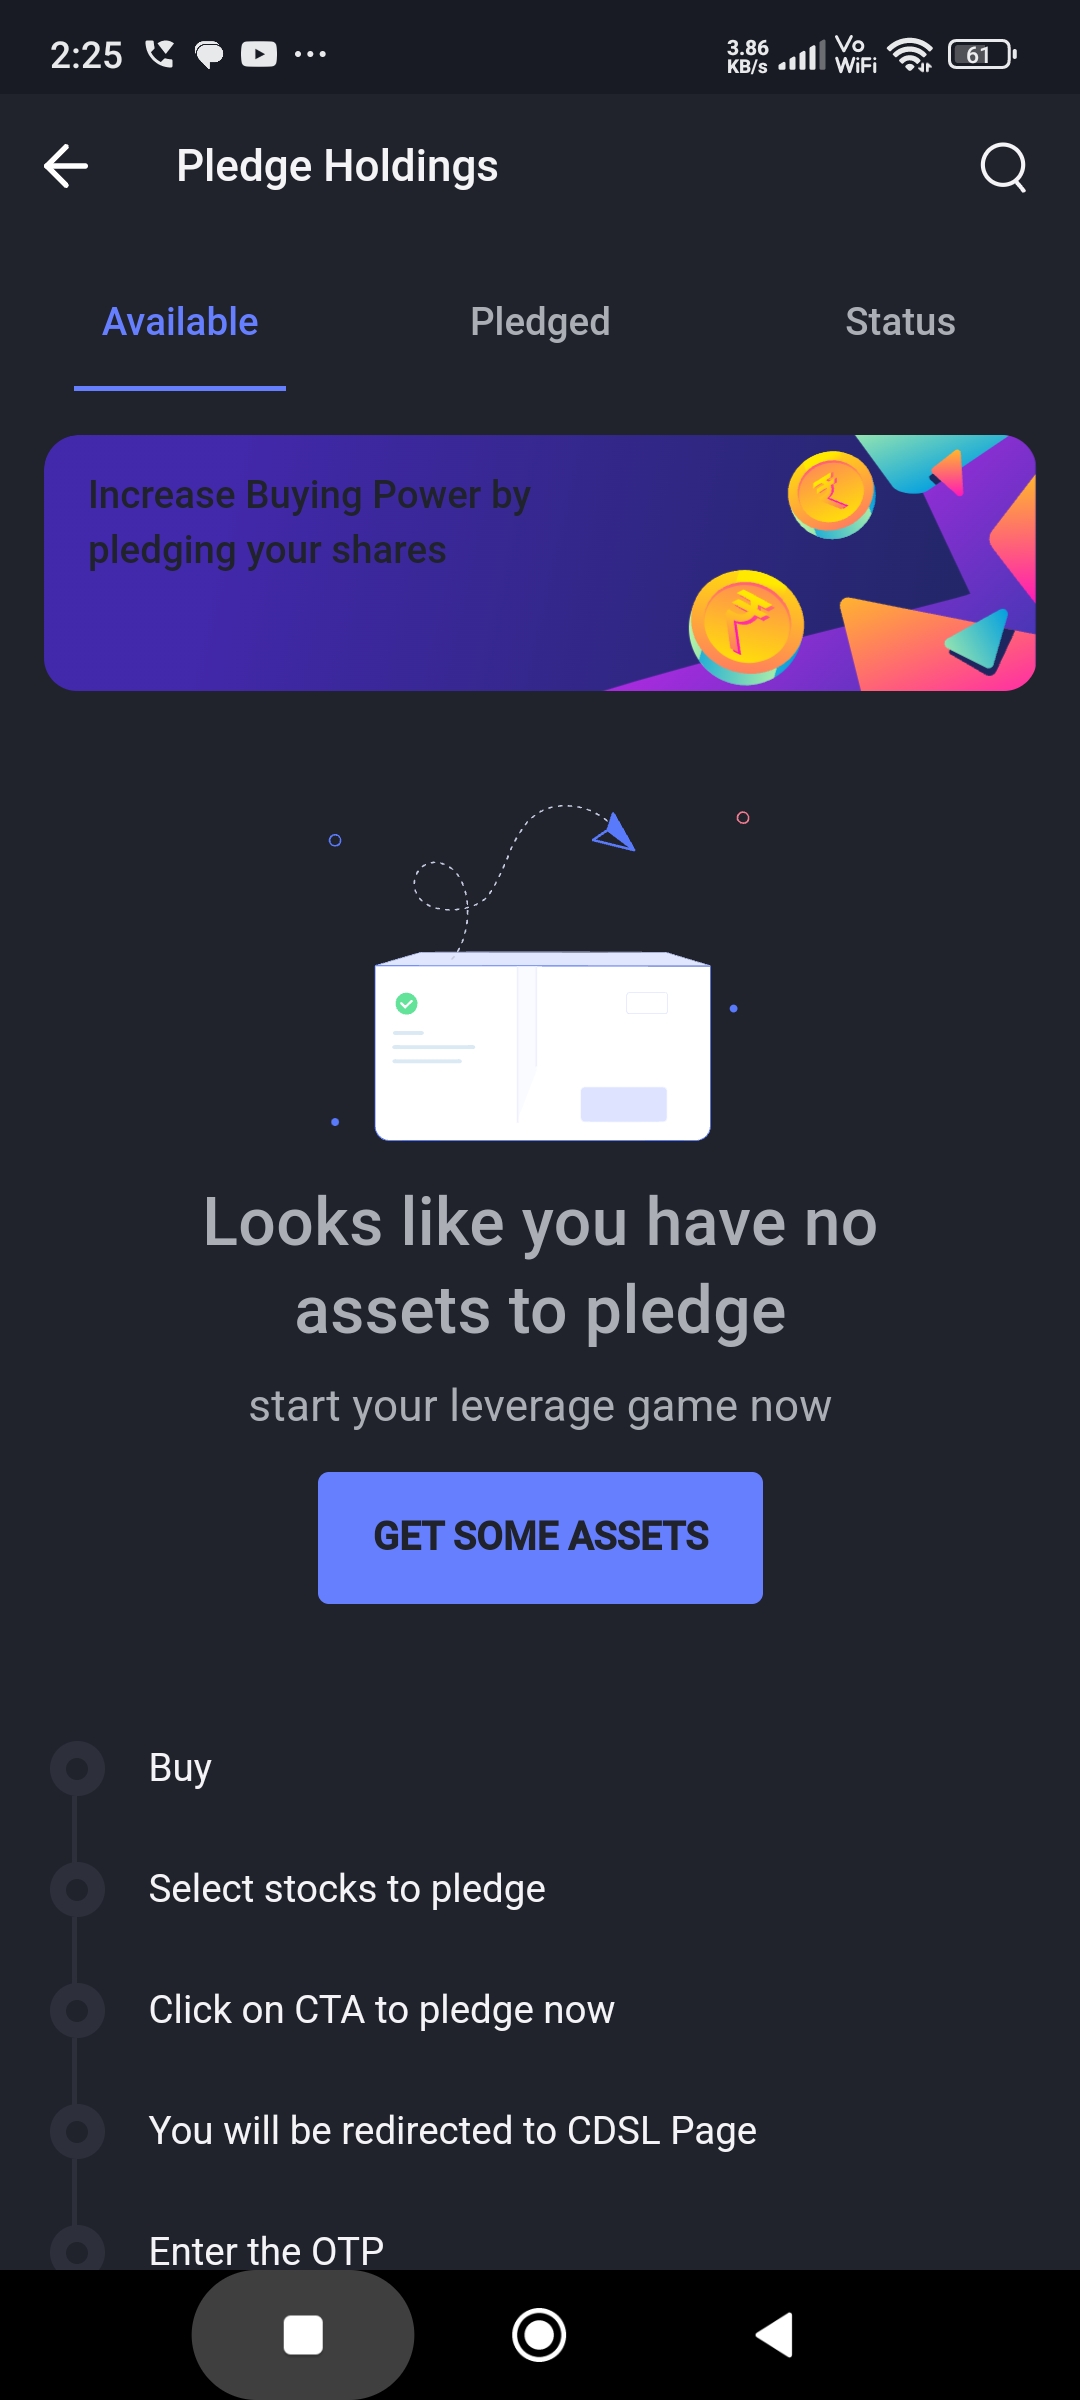 2:25
3.86
KB/s
Vo
WiFi
61
Pledge Holdings
Available
Pledged
Status
Increase Buying Power by
pledging your shares
Looks like you have no
assets to pledge
start your leverage game now
GET SOME ASSETS
Buy
Select stocks to pledge
Click on CTA to pledge now
You will be redirected to CDSL Page
Enter the OTP